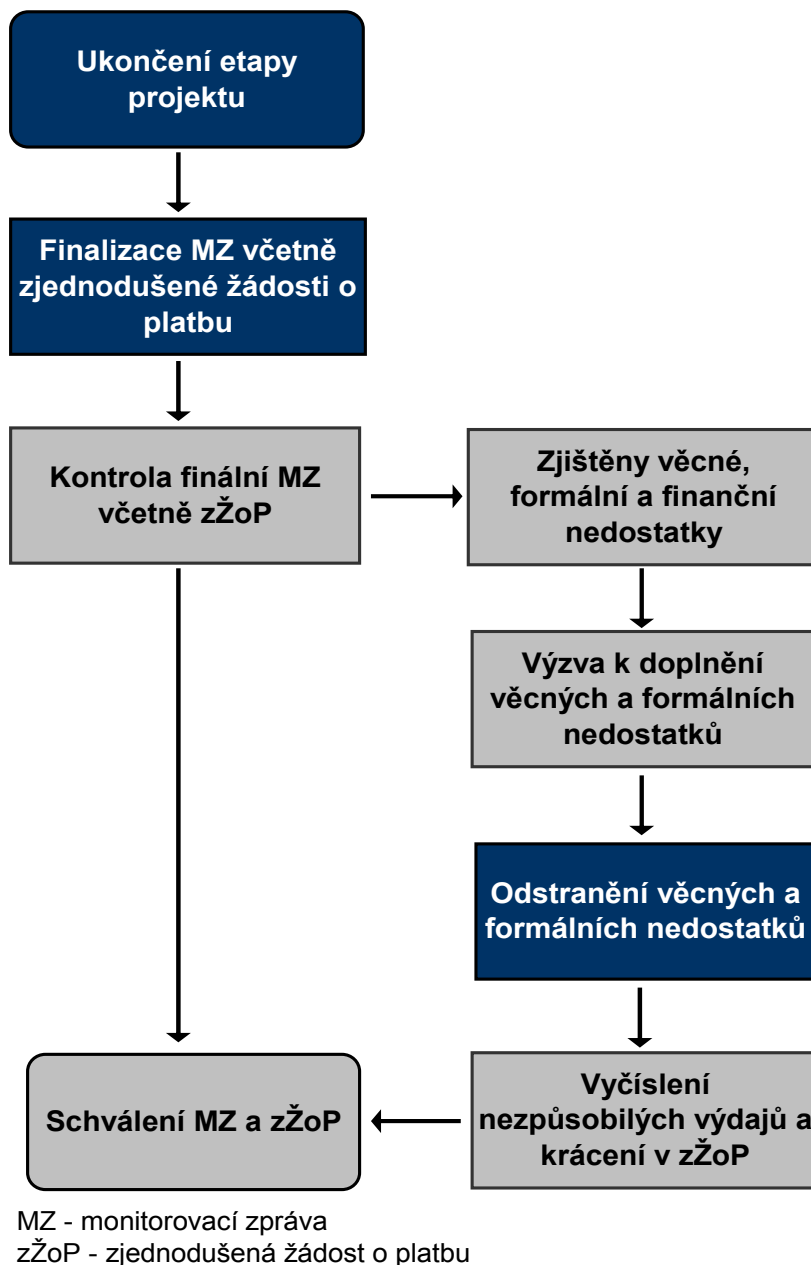 Ukončení etapy
projektu
Finalizace MZ včetně
zjednodušené žádosti o
platbu
Kontrola finální MZ
včetně zŽoP
Zjištěny věcné,
formální a finanční
nedostatky
Výzva k doplnění
věcných a formálních
nedostatků
Odstranění věcných a
formálních nedostatků
Vyčíslení
nezpůsobilých výdajů a
krácení v zŽoP
Schválení MZ a zŽoP
MZ - monitorovací zpráva
zŽoP - zjednodušená žádost o platbu